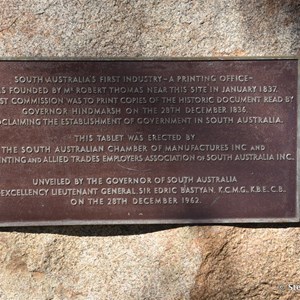 SOUTH AUSTRALIA'S FIRST INDUSTRY – A PRINTING OFFICE –
S FOUNDED BY Mr ROBERT THOMAS NEAR THIS SITE IN JANUARY 1837.
ST COMMISSION WAS TO PRINT COPIES OF THE HISTORIC DOCUMENT READ BY
GOVERNOR HINDMARSH ON THE 28TH DECEMBER 1836,
CLAIMING THE ESTABLISHMENT OF GOVERNMENT IN SOUTH AUSTRALIA.
THIS TABLET WAS ERECTED BY
THE SOUTH AUSTRALIAN CHAMBER OF MANUFACTURES INC AND
NTING AND ALLIED TRADES EMPLOYERS ASSOCIATION OF SOUTH AUSTRALIA INC.
UNVEILED BY THE GOVERNOR OF SOUTH AUSTRALIA
EXCELLENCY LIEUTENANT GENERAL SIR EDRIC BASTYAN, K.C.M.G., K.B.E., C.B.
ON THE 28TH DECEMBER 1962.